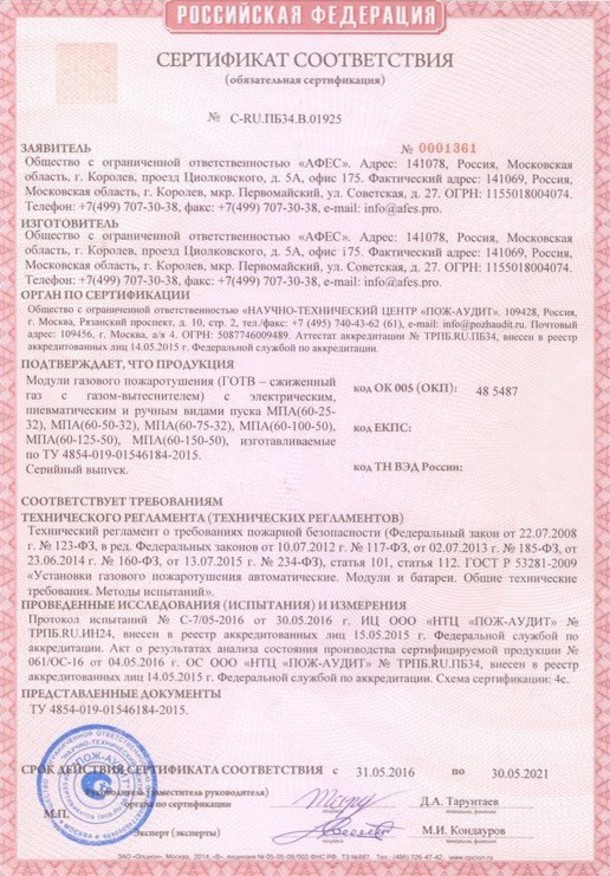 РОССИЙСКАЯ ФЕДЕРАЦИЯ
СЕРТИФИКАТ СООТВЕТСТВИЯ
(обязательная сертификация)
№ C-RU.ПБ34.В.01925
ЗАЯВИТЕЛЬ № 0001361
Общество с ограниченной ответственностью «АФЕС». Адрес: 141078, Россия, Московская
область, г. Королев, проезд Циолковского, д. 5А, офис 175. Фактический адрес: 141069, Россия,
Московская область, г. Королев, мкр. Первомайский, ул. Советская, д. 27. ОГРН: 1155018004074.
Телефон: +7(499) 707-30-38, факс: +7(499) 707-30-38, e-mail: info@afes.pro.
ИЗГОТОВИТЕЛЬ
Общество с ограниченной ответственностью «АФЕС». Адрес: 141078, Россия, Московская
область, г. Королев, проезд Циолковского, д. 5А, офис 175. Фактический адрес: 141069, Россия,
Московская область, г. Королев, мкр. Первомайский, ул. Советская, д. 27. ОГРН: 1155018004074.
Телефон: +7(499) 707-30-38, факс: +7(499) 707-30-38, e-mail: info@afes.pro.
ОРГАН ПО СЕРТИФИКАЦИИ
Общество с ограниченной ответственностью «НАУЧНО-ТЕХНИЧЕСКИЙ ЦЕНТР «ПОЖ-АУДИТ». 109428, Россия,
г. Москва, Рязанский проспект, д. 10, стр. 2, тел./факс: +7 (495) 740-43-62 (61), e-mail: info@pozhaudit.ru. Почтовый
адрес: 109456, г. Москва, а/я 4. ОГРН: 5087746009489. Аттестат аккредитации № ТРПБ.RU.ПБ34, внесен в реестр
аккредитованных лиц 14.05.2015 г. Федеральной службой по аккредитации.
ПОДТВЕРЖДАЕТ, ЧТО ПРОДУКЦИЯ
Модули газового пожаротушения (ГОТВ – сжиженный
газ с газом-вытеснителем) с электрическим,
пневматическим и ручным видами пуска МПА(60-25-
32), МПА(60-50-32), МПА(60-75-32), МПА(60-100-50),
МПА(60-125-50), МПА(60-150-50), изготавливаемые
по ТУ 4854-019-01546184-2015.
Серийный выпуск.
код ОК 005 (ОКП): 48 5487
код ЕКПС:
код ТН ВЭД России:
СООТВЕТСТВУЕТ ТРЕБОВАНИЯМ
ТЕХНИЧЕСКОГО РЕГЛАМЕНТА (ТЕХНИЧЕСКИХ РЕГЛАМЕНТОВ)
Технический регламент о требованиях пожарной безопасности (Федеральный закон от 22.07.2008
г. № 123-ФЗ, в ред. Федеральных законов от 10.07.2012 г. № 117-ФЗ, от 02.07.2013 г. № 185-ФЗ, от
23.06.2014 г. № 160-ФЗ, от 13.07.2015 г. № 234-ФЗ), статья 101, статья 112. ГОСТ Р 53281-2009
«Установки газового пожаротушения автоматические. Модули и батареи. Общие технические
требования. Методы испытаний».
ПРОВЕДЕННЫЕ ИССЛЕДОВАНИЯ (ИСПЫТАНИЯ) И ИЗМЕРЕНИЯ
Протокол испытаний № С-7/05-2016 от 30.05.2016 г. ИЦ ООО «НТЦ «ПОЖ-АУДИТ» №
ТРПБ.RU.ИН24, внесен в реестр аккредитованных лиц 15.05.2015 г. Федеральной службой по
аккредитации. Акт о результатах анализа состояния производства сертифицируемой продукции №
061/ОС-16 от 04.05.2016 г. ОС ООО «НТЦ «ПОЖ-АУДИТ» № ТРПБ.RU.ПБ34, внесен в реестр
аккредитованных лиц 14.05.2015 г. Федеральной службой по аккредитации. Схема сертификации: 4с.
ПРЕДСТАВЛЕННЫЕ ДОКУМЕНТЫ
ТУ 4854-019-01546184-2015.
СРОК ДЕЙСТВИЯ СЕРТИФИКАТА СООТВЕТСТВИЯ с 31.05.2016 по 30.05.2021
Руководитель (заместитель руководителя)
органа по сертификации
Д.А. Тарунтаев
М.П.
Эксперт (эксперты)
М.И. Кондауров
"ПОЖ-АУДИТ"
ЗАО «Опцион», Москва, 2014, «В», лицензия № 05-05-09/003 ФНС РФ, ТЗ №887. Тел.: (495) 726-47-42, www.opcion.ru